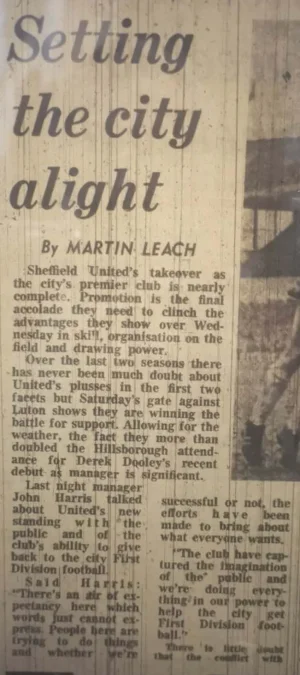 Setting
the city
alight
By MARTIN LEACH
Sheffield United's takeover as
the city's premier club is nearly
complete. Promotion is the final
accolade they need to clinch the
advantages they show over Wed-
nesday in skill, organisation on the
field and drawing power.
Over the last two seasons there
has never been much doubt about
United's plusses in the first two
facets but Saturday's gate against
Luton shows they are winning the
battle for support. Allowing for the
weather, the fact they more than
doubled the Hillsborough attend-
ance for Derek Dooley's recent
debut as manager is significant.
Last night manager
John Harris talked
about United's new
standing with the
public and of the
club's ability to give
back to the city First
Division football.
Said Harris:
"There's an air of ex-
pectancy here which
words just cannot ex-
press. People here are
trying to do things
and whether we're
successful or not, the
efforts have been
made to bring about
what everyone wants.
"The club have cap-
tured the imagination
of the public and
we're doing every-
thing in our power to
help the city get
First Division foot-
ball."
There is little doubt
that the conflict with